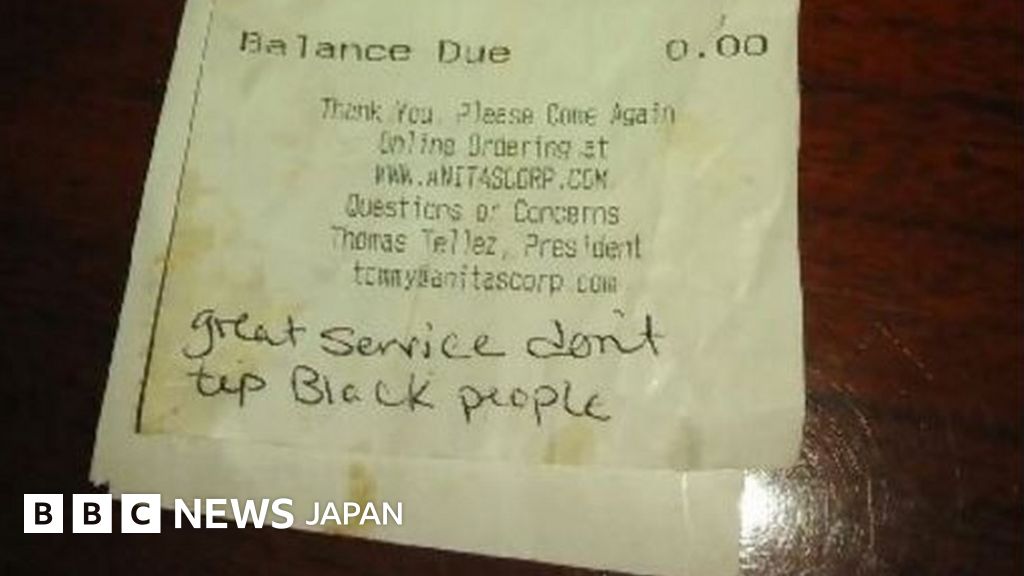 Balance Due 0.00
Thank You, Please Come Again
Online Ordering at
WWW.ANITASCORP.COM
Questions or Concerns
Thomas Tellez, President
tommy@anitascorp.com
great service don't
tip Black people
BBC NEWS JAPAN